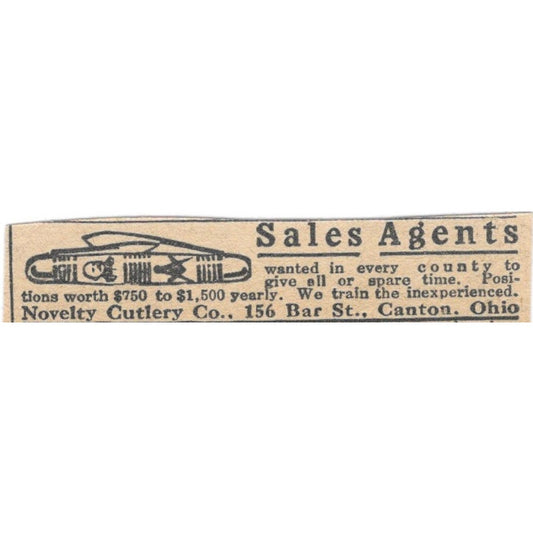 Sales Agents
wanted in every county to
give all or spare time. Posi-
tions worth $750 to $1,500 yearly. We train the inexperienced.
Novelty Cutlery Co., 156 Bar St., Canton, Ohio